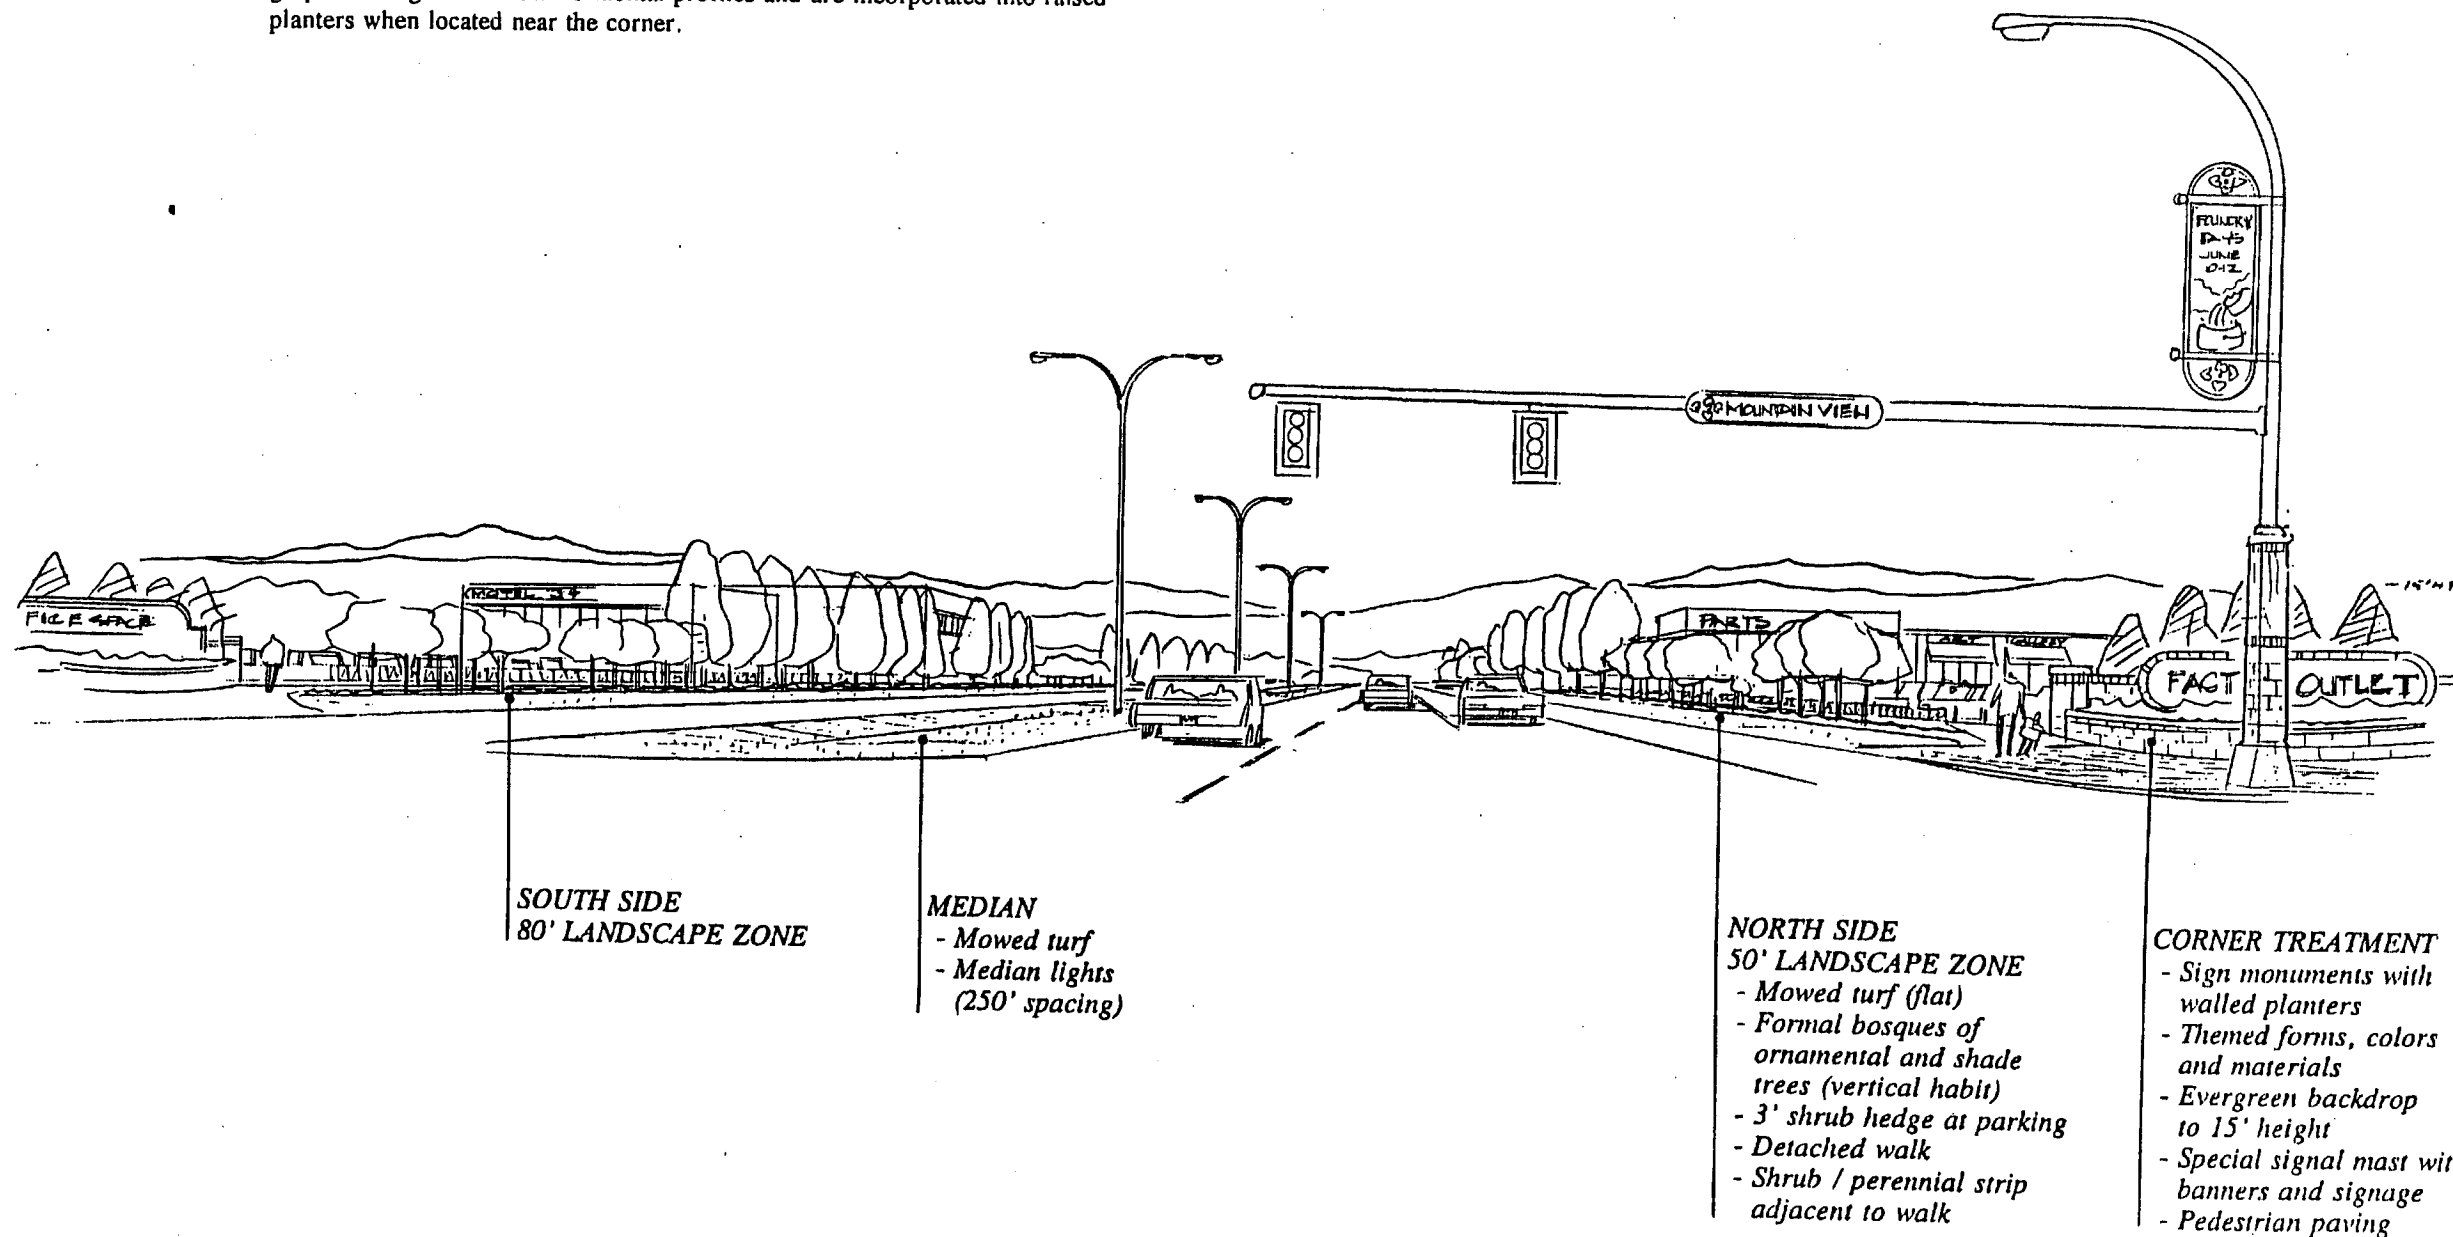 planters when located near the corner.
JUNE
MOUNTAIN VIEW
MOTEL 34
PARTS
FACT OUTLET
SOUTH SIDE
80' LANDSCAPE ZONE
MEDIAN
- Mowed turf
- Median lights
(250' spacing)
NORTH SIDE
50' LANDSCAPE ZONE
- Mowed turf (flat)
- Formal bosques of
ornamental and shade
trees (vertical habit)
- 3' shrub hedge at parking
- Detached walk
- Shrub / perennial strip
adjacent to walk
CORNER TREATMENT
- Sign monuments with
walled planters
- Themed forms, colors
and materials
- Evergreen backdrop
to 15' height
- Special signal mast wit
banners and signage
- Pedestrian paving